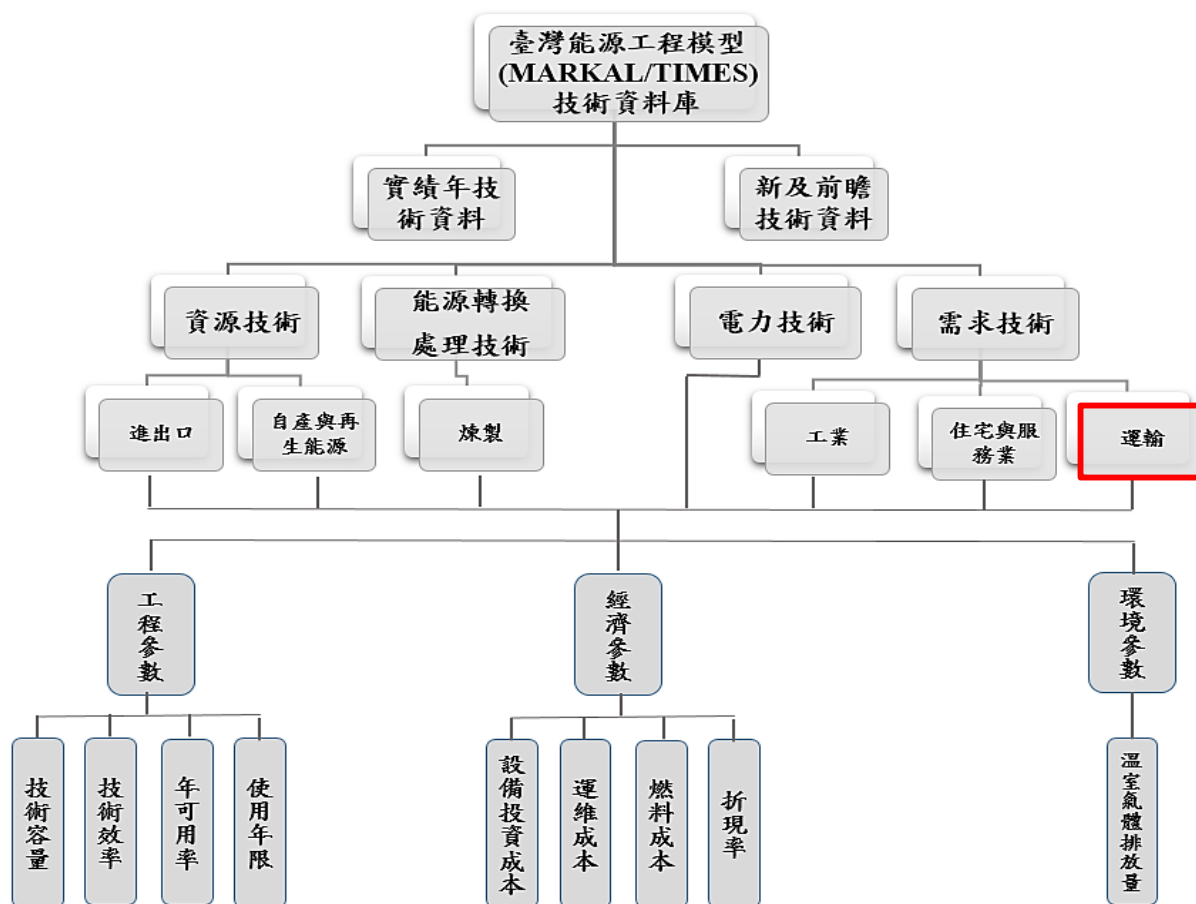 臺灣能源工程模型
(MARKAL/TIMES)
技術資料庫
實績年技
術資料
新及前瞻
技術資料
資源技術
能源轉換
處理技術
電力技術
需求技術
進出口
自產與再
生能源
煉製
工業
住宅與服
務業
運輸
工程參數
經濟參數
環境參數
技術容量
技術效率
年可用率
使用年限
設備投資成本
運維成本
燃料成本
折現率
溫室氣體排放量